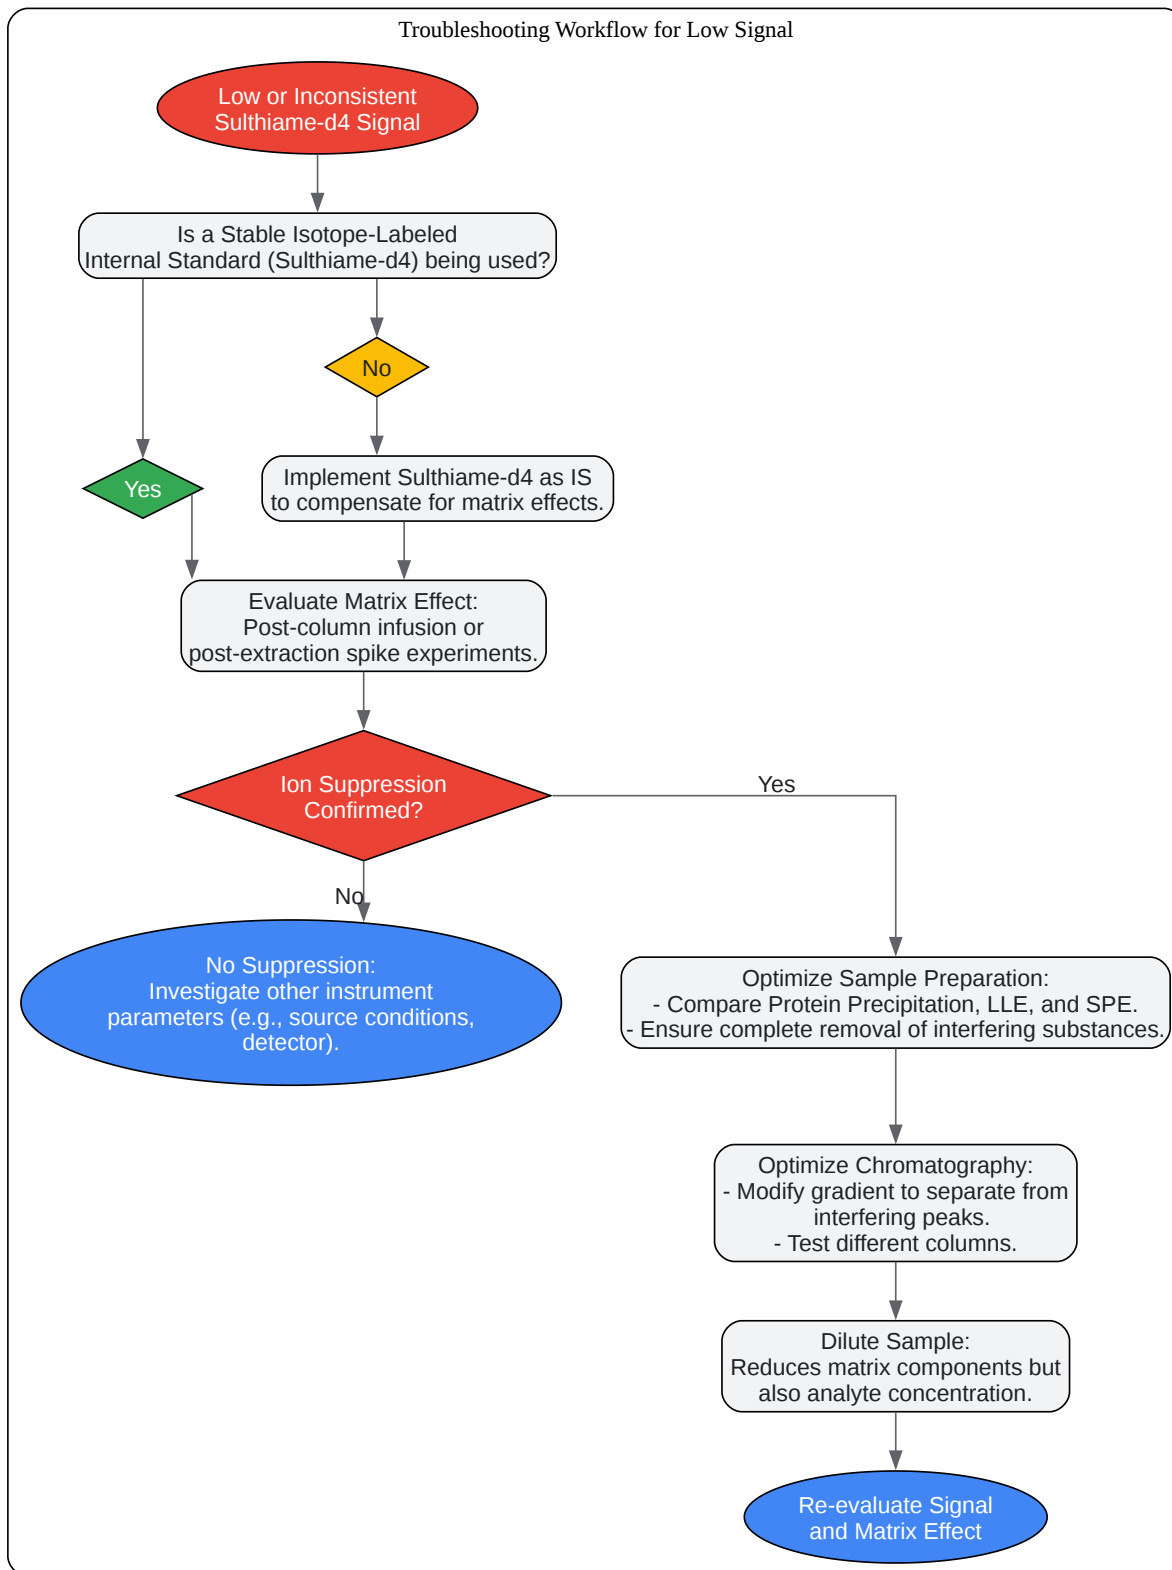 Troubleshooting Workflow for Low Signal
Low or Inconsistent
Sulthiame-d4 Signal
Is a Stable Isotope-Labeled
Internal Standard (Sulthiame-d4) being used?
No
Yes
Implement Sulthiame-d4 as IS
to compensate for matrix effects.
Evaluate Matrix Effect:
Post-column infusion or
post-extraction spike experiments.
Ion Suppression
Confirmed?
Yes
No
No Suppression:
Investigate other instrument
parameters (e.g., source conditions,
detector).
Optimize Sample Preparation:
- Compare Protein Precipitation, LLE, and SPE.
- Ensure complete removal of interfering substances.
Optimize Chromatography:
- Modify gradient to separate from
interfering peaks.
- Test different columns.
Dilute Sample:
Reduces matrix components but
also analyte concentration.
Re-evaluate Signal
and Matrix Effect